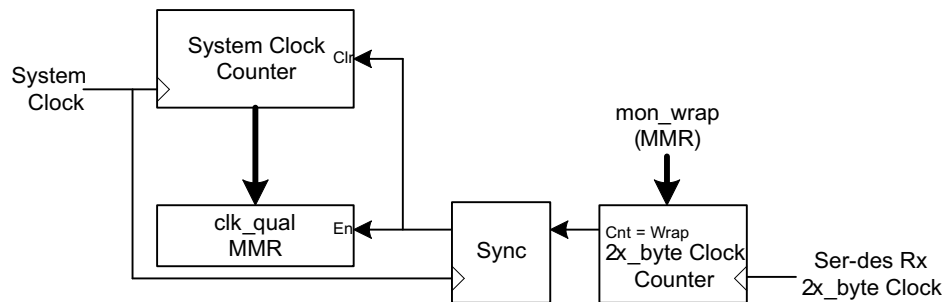 System Clock
Counter
Clr
System
Clock
mon_wrap
(MMR)
clk_qual
MMR
En
Sync
Cnt = Wrap
2x_byte Clock
Counter
Ser-des Rx
2x_byte Clock